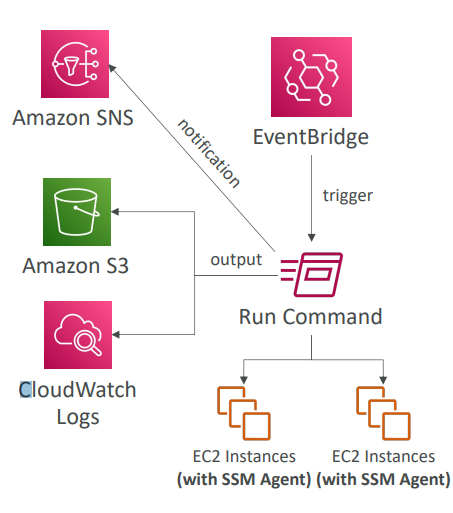 Amazon SNS
EventBridge
notification
trigger
Amazon S3
output
Run Command
CloudWatch
Logs
EC2 Instances
(with SSM Agent)
EC2 Instances
(with SSM Agent)